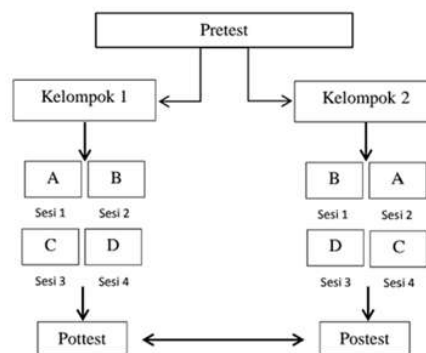 Pretest
Kelompok 1
Kelompok 2
A B
B A
Sesi 1 Sesi 2
Sesi 1 Sesi 2
C D
D C
Sesi 3 Sesi 4
Sesi 3 Sesi 4
Pottest
Postest